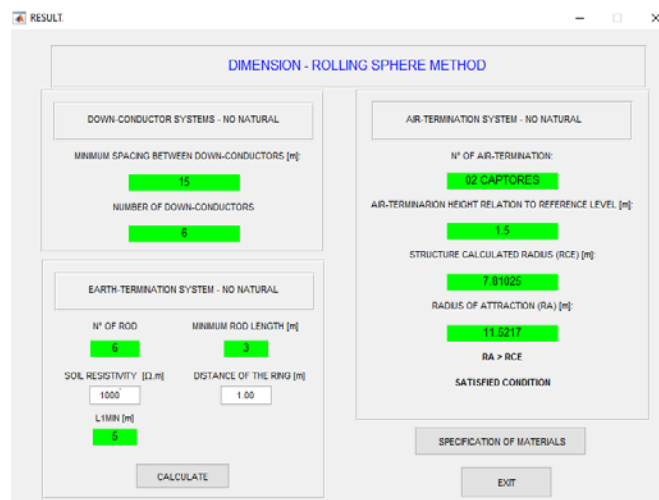 RESULT.
DIMENSION - ROLLING SPHERE METHOD
DOWN-CONDUCTOR SYSTEMS - NO NATURAL
MINIMUM SPACING BETWEEN DOWN-CONDUCTORS [m]:
15
NUMBER OF DOWN-CONDUCTORS
6
EARTH-TERMINATION SYSTEM - NO NATURAL
N° OF ROD
MINIMUM ROD LENGTH [m]
6
3
SOIL RESISTIVITY [Ω.m]
DISTANCE OF THE RING [m]
1000
1.00
L1MIN [m]
5
CALCULATE
AIR-TERMINATION SYSTEM - NO NATURAL
N° OF AIR-TERMINATION:
02 CAPTORES
AIR-TERMINARION HEIGHT RELATION TO REFERENCE LEVEL [m]:
1.5
STRUCTURE CALCULATED RADIUS (RCE) [m]:
7.81025
RADIUS OF ATTRACTION (RA) [m]:
11.5217
RA > RCE
SATISFIED CONDITION
SPECIFICATION OF MATERIALS
EXIT